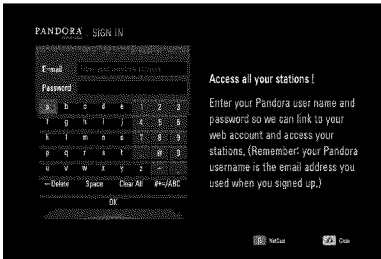 PANDORA SIGN IN
E-mail
Password
a b c d e 1 2 3
f g h i j 4 5 6
k l m n o 7 8 9
p q r s t @ 0
u v w x y z
←Delete Space Clear All #+=/ABC
OK
Access all your stations !
Enter your Pandora user name and
password so we can link to your
web account and access your
stations. (Remember: your Pandora
username is the email address you
used when you signed up.)
NetCast
Close